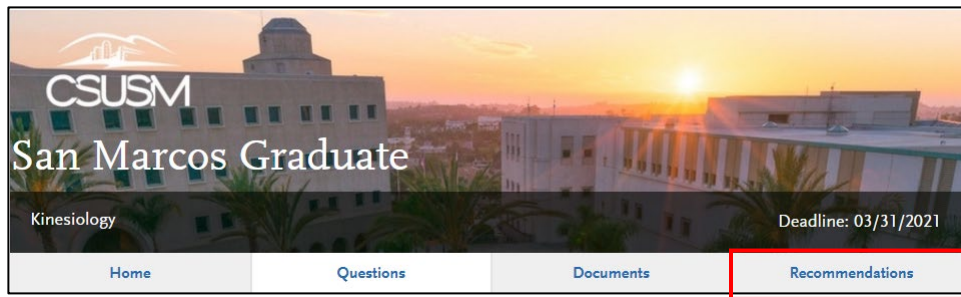 CSUSM
San Marcos Graduate
Kinesiology
Deadline: 03/31/2021
Home Questions Documents Recommendations